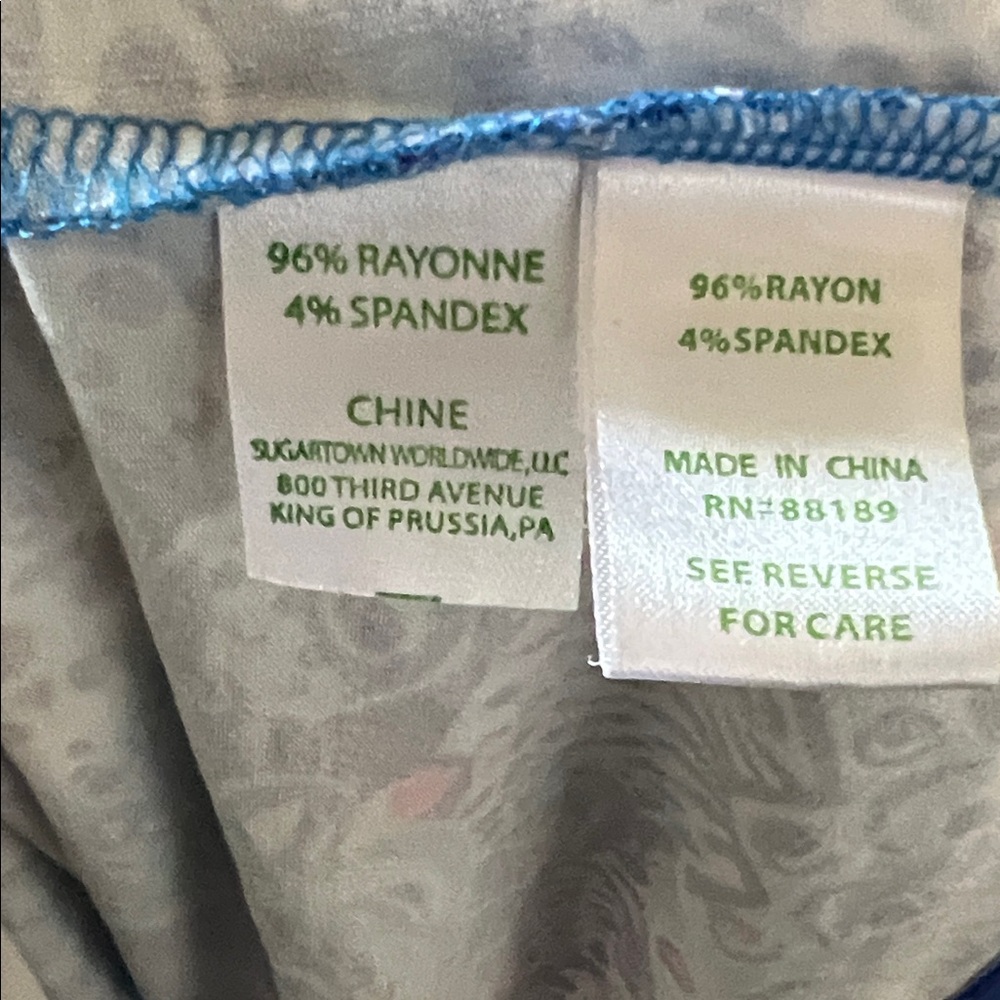 96% RAYONNE
4% SPANDEX
CHINE
SUGARTOWN WORLDWIDE, LLC
800 THIRD AVENUE
KING OF PRUSSIA, PA
96% RAYON
4% SPANDEX
MADE IN CHINA
RN#88189
SEE REVERSE
FOR CARE